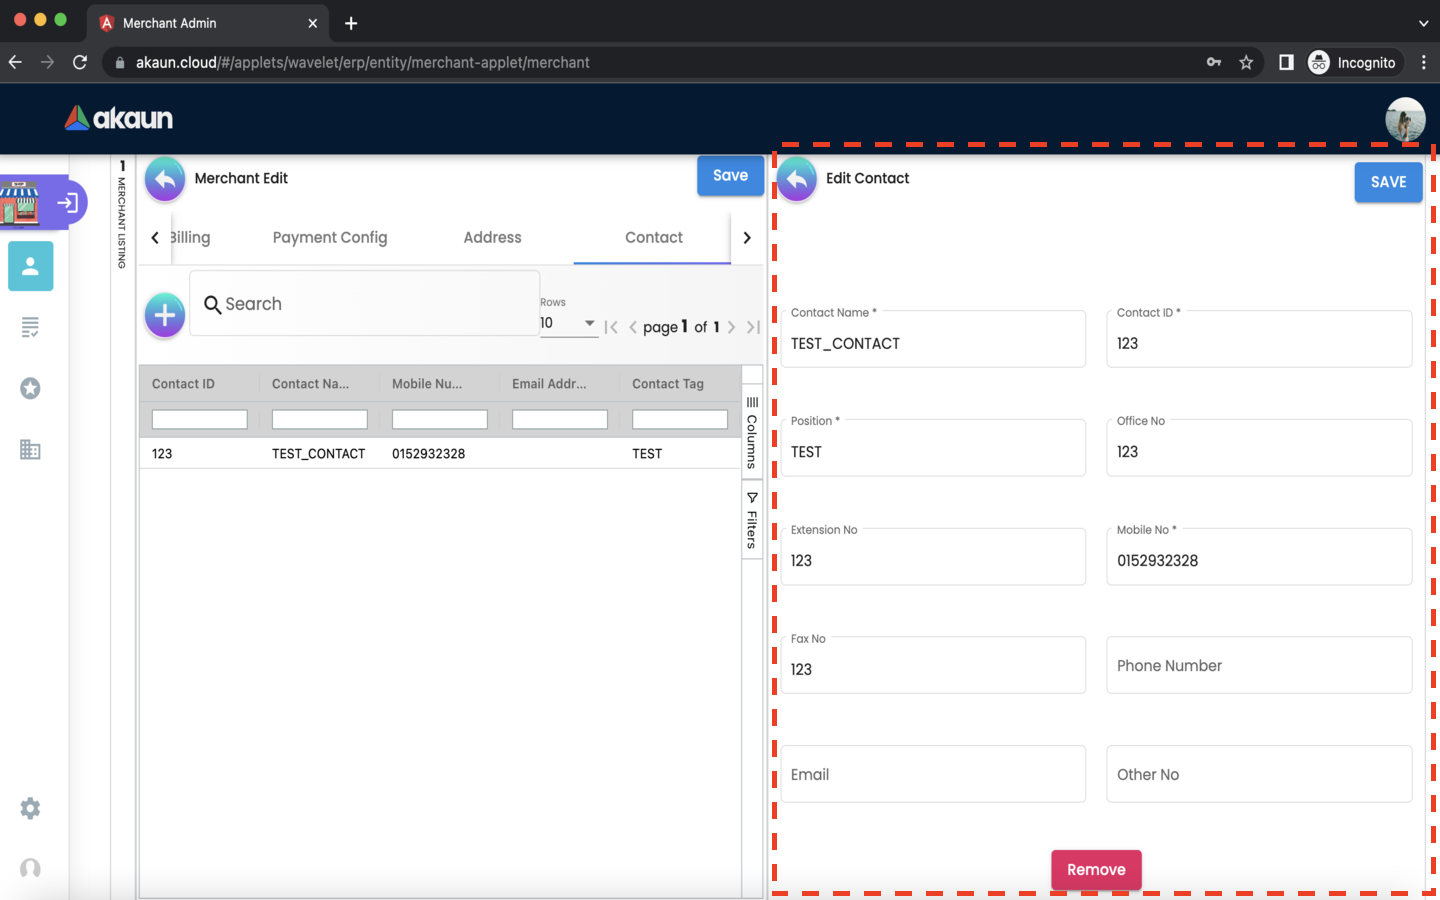 Merchant Admin
akaun.cloud/#/applets/wavelet/erp/entity/merchant-applet/merchant
Incognito
akaun
SHOP
1 MERCHANT LISTING
Merchant Edit
Save
Billing Payment Config Address Contact
Search
Rows
10
page 1 of 1
Contact ID Contact Na... Mobile Nu... Email Addr... Contact Tag
123 TEST_CONTACT 0152932328 TEST
Columns
Filters
Edit Contact
SAVE
Contact Name * Contact ID *
TEST_CONTACT 123
Position * Office No
TEST 123
Extension No Mobile No *
123 0152932328
Fax No
123 Phone Number
Email Other No
Remove